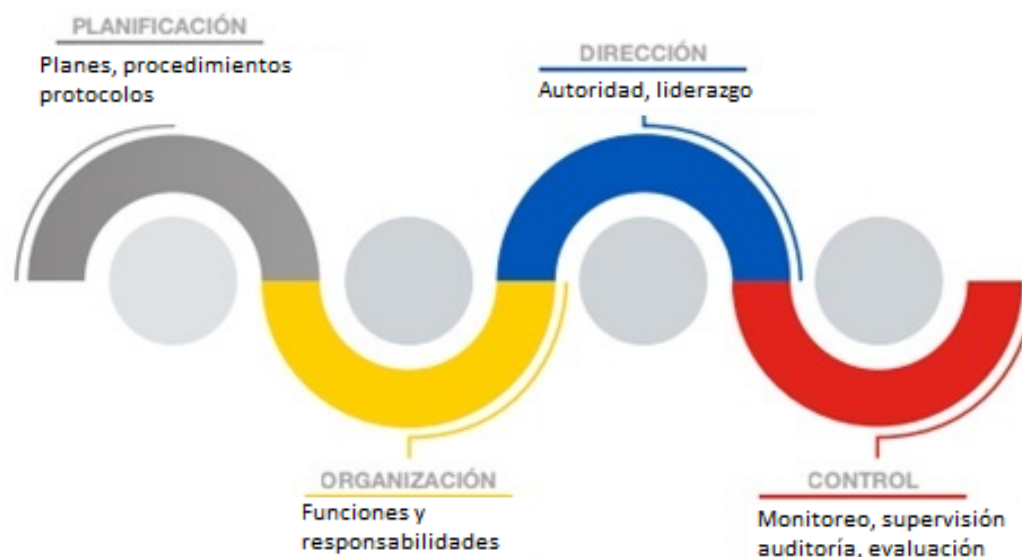 PLANIFICACIÓN
Planes, procedimientos
protocolos
DIRECCIÓN
Autoridad, liderazgo
ORGANIZACIÓN
Funciones y
responsabilidades
CONTROL
Monitoreo, supervisión
auditoría, evaluación